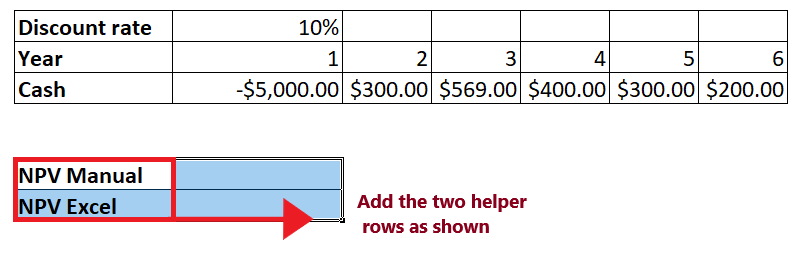 Discount rate 10%
Year 1 2 3 4 5 6
Cash -$5,000.00 $300.00 $569.00 $400.00 $300.00 $200.00
NPV Manual
NPV Excel
Add the two helper
rows as shown